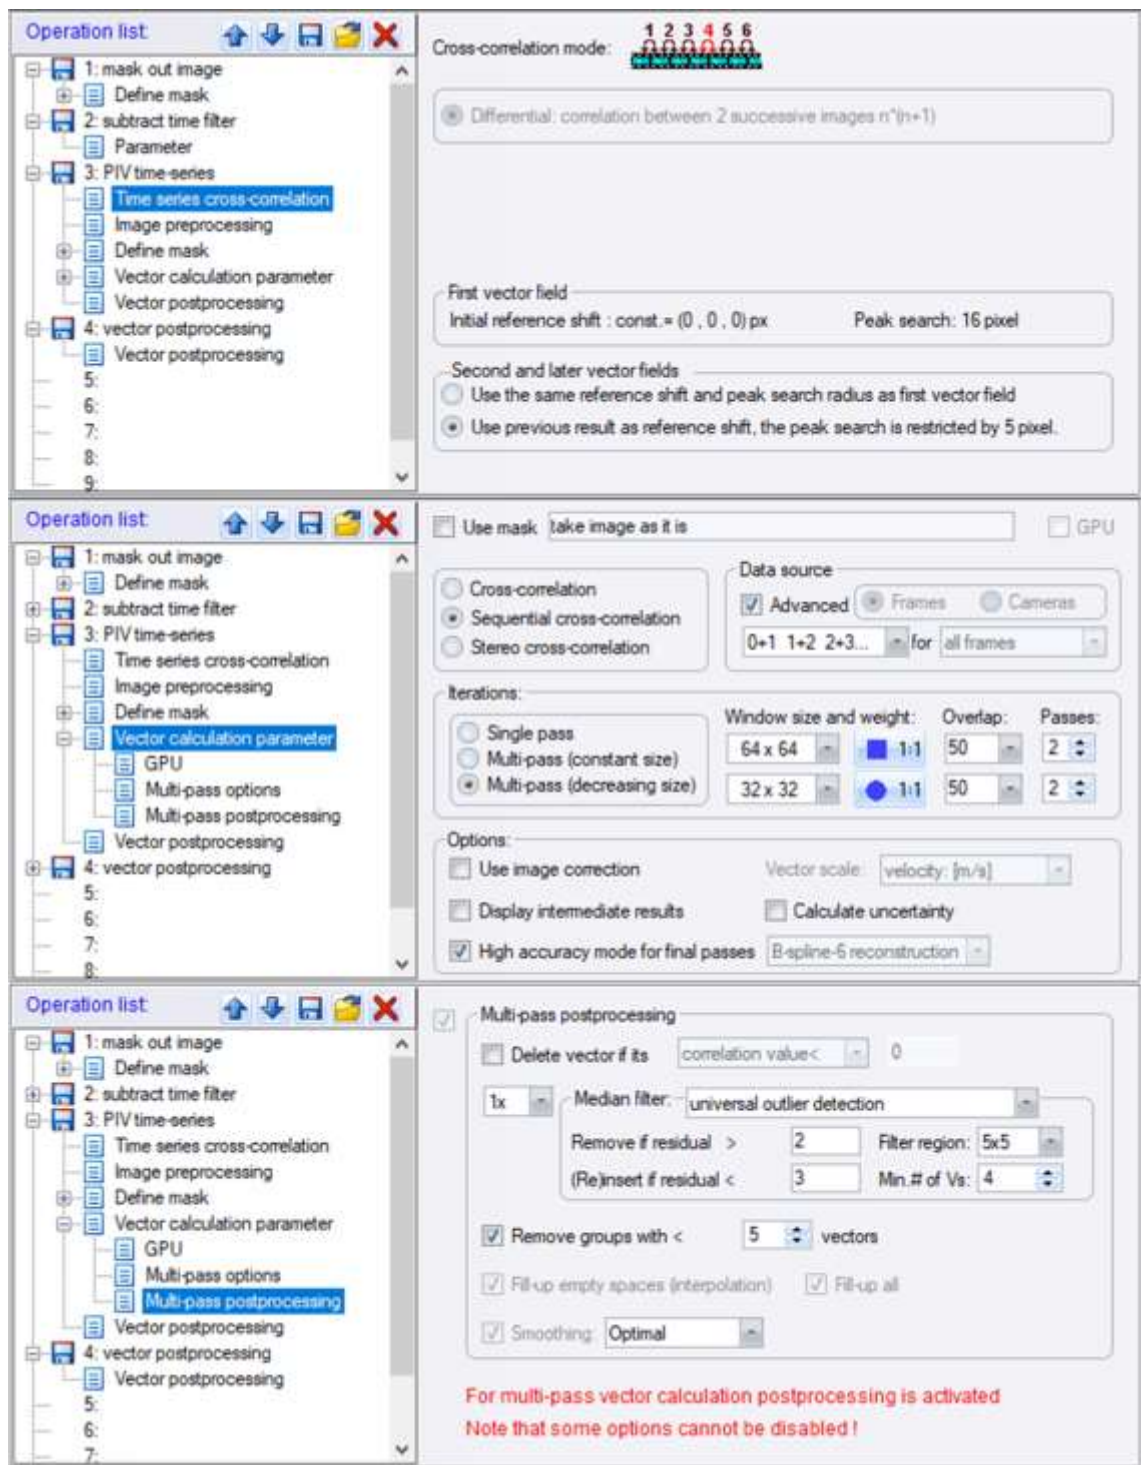 Operation list:
1: mask out image
Define mask
2: subtract time filter
Parameter
3: PIV time-series
Time series cross-correlation
Image preprocessing
Define mask
Vector calculation parameter
Vector postprocessing
4: vector postprocessing
Vector postprocessing
5:
6:
7:
8:
9:
Cross-correlation mode:
1 2 3 4 5 6
Differential: correlation between 2 successive images n^(n+1)
First vector field
Initial reference shift : const.= (0 , 0 , 0) px Peak search: 16 pixel
Second and later vector fields
Use the same reference shift and peak search radius as first vector field
Use previous result as reference shift, the peak search is restricted by 5 pixel.
Operation list:
1: mask out image
Define mask
2: subtract time filter
3: PIV time-series
Time series cross-correlation
Image preprocessing
Define mask
Vector calculation parameter
GPU
Multi-pass options
Multi-pass postprocessing
Vector postprocessing
4: vector postprocessing
5:
6:
7:
8:
Use mask take image as it is GPU
Cross-correlation
Sequential cross-correlation
Stereo cross-correlation
Data source
Advanced Frames Cameras
0+1 1+2 2+3... for all frames
Iterations:
Single pass
Multi-pass (constant size)
Multi-pass (decreasing size)
Window size and weight: Overlap: Passes:
64 x 64 1:1 50 2
32 x 32 1:1 50 2
Options:
Use image correction Vector scale: velocity: [m/s]
Display intermediate results Calculate uncertainty
High accuracy mode for final passes B-spline-6 reconstruction
Operation list:
1: mask out image
Define mask
2: subtract time filter
3: PIV time-series
Time series cross-correlation
Image preprocessing
Define mask
Vector calculation parameter
GPU
Multi-pass options
Multi-pass postprocessing
Vector postprocessing
4: vector postprocessing
Vector postprocessing
5:
6:
7:
Multi-pass postprocessing
Delete vector if its correlation value< 0
1x Median filter: universal outlier detection
Remove if residual > 2 Filter region: 5x5
(Re)insert if residual < 3 Min.# of Vs: 4
Remove groups with < 5 vectors
Fill-up empty spaces (interpolation) Fill-up all
Smoothing: Optimal
For multi-pass vector calculation postprocessing is activated
Note that some options cannot be disabled !